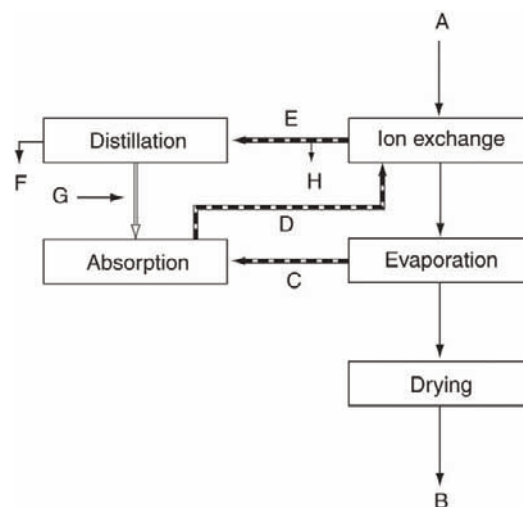 A
E
Distillation
Ion exchange
F
G
H
D
Absorption
Evaporation
C
Drying
B